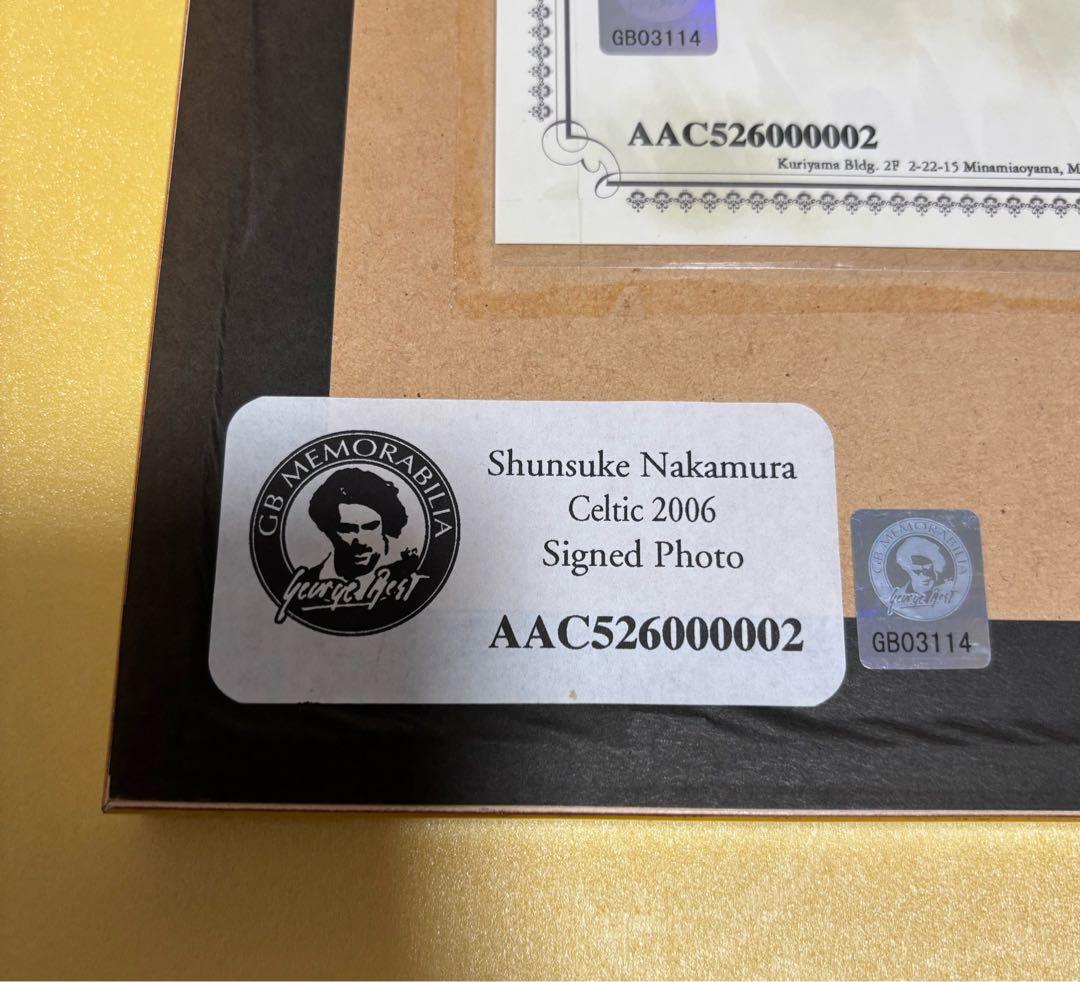 GB03114
AAC526000002
Kuriyama Bldg. 2F 2-22-15 Minamiaoyama, M
GB MEMORABILIA
George Best
Shunsuke Nakamura
Celtic 2006
Signed Photo
AAC526000002
GB MEMORABILIA
George Best
GB03114